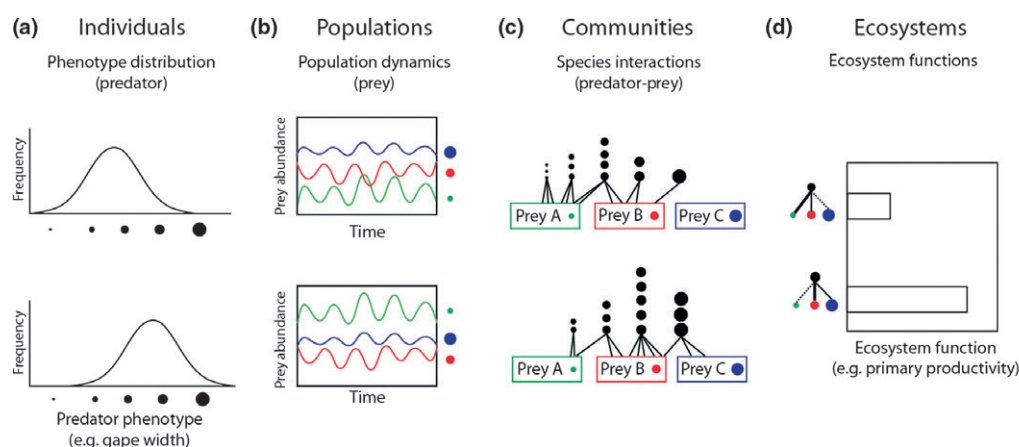 (a) Individuals
Phenotype distribution
(predator)
Frequency
Frequency
Predator phenotype
(e.g. gape width)
(b) Populations
Population dynamics
(prey)
Prey abundance
Time
Prey abundance
Time
(c) Communities
Species interactions
(predator-prey)
Prey A
Prey B
Prey C
Prey A
Prey B
Prey C
(d) Ecosystems
Ecosystem functions
Ecosystem function
(e.g. primary productivity)